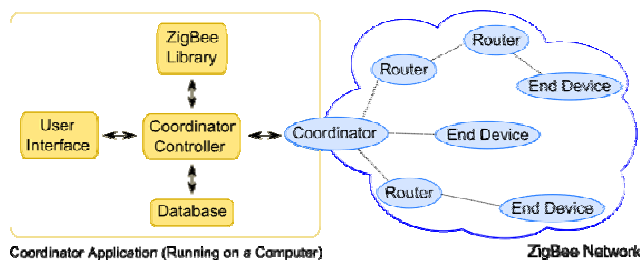 ZigBee
Library
User
Interface
Coordinator
Controller
Database
Coordinator
Router
Router
End Device
End Device
Router
End Device
Coordinator Application (Running on a Computer)
ZigBee Network